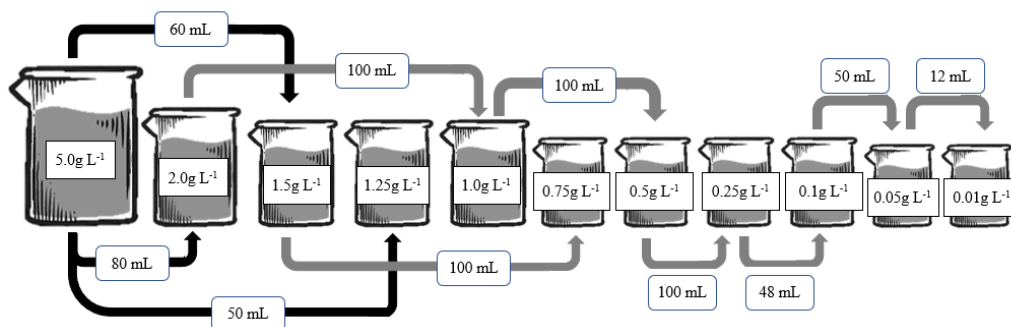 60 mL
100 mL
100 mL
50 mL
12 mL
5.0g L⁻¹
2.0g L⁻¹
1.5g L⁻¹
1.25g L⁻¹
1.0g L⁻¹
0.75g L⁻¹
0.5g L⁻¹
0.25g L⁻¹
0.1g L⁻¹
0.05g L⁻¹
0.01g L⁻¹
80 mL
100 mL
100 mL
48 mL
50 mL